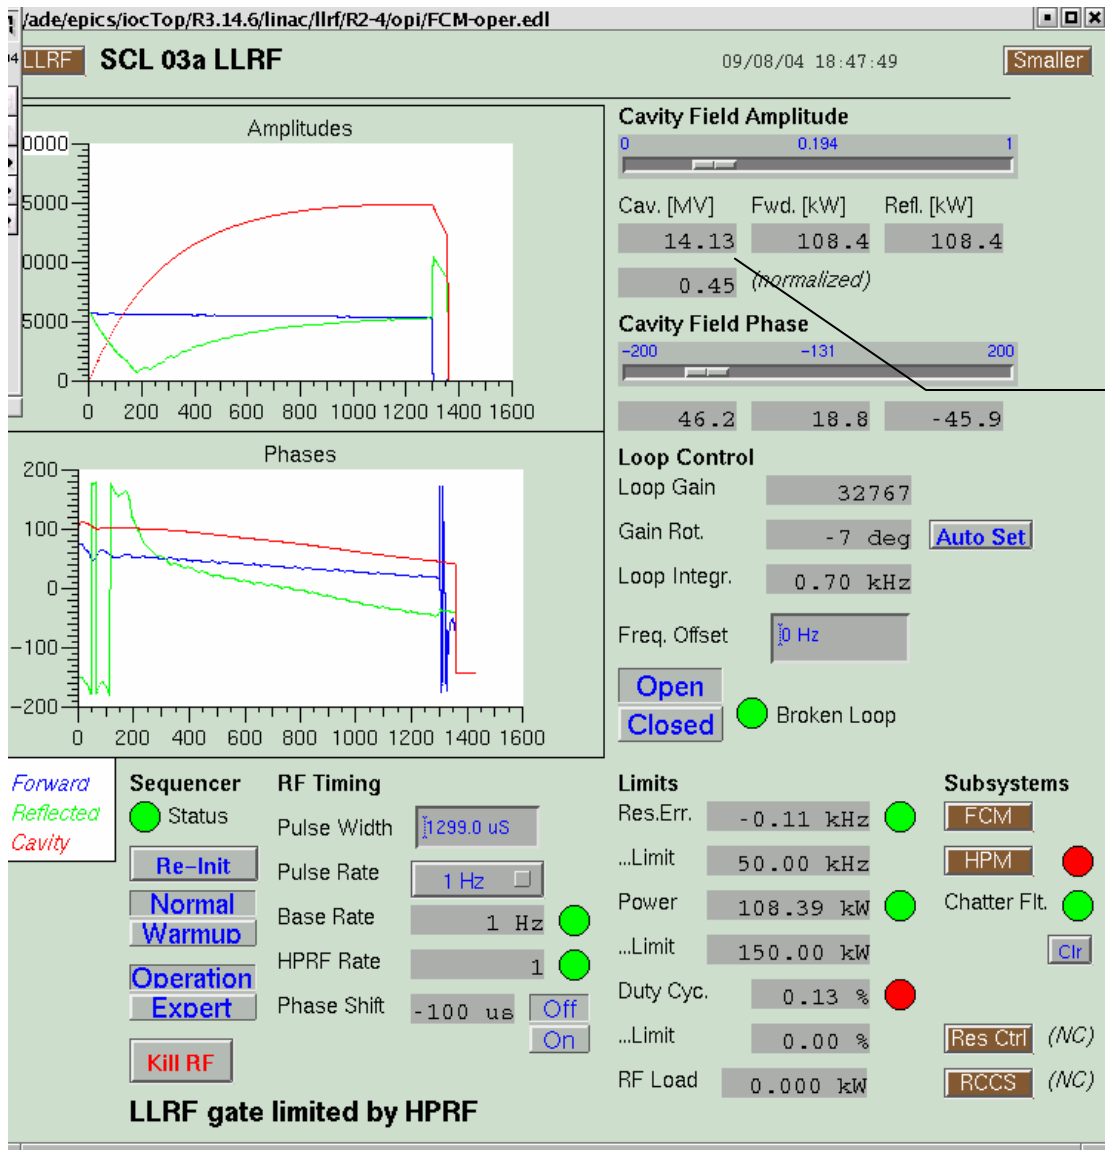 /ade/epics/iocTop/R3.14.6/linac/llrf/R2-4/opi/FCM-oper.edl
LLRF SCL 03a LLRF 09/08/04 18:47:49 Smaller
Amplitudes
0000
5000
0000
5000
0
0 200 400 600 800 1000 1200 1400 1600
Phases
200
100
0
-100
-200
0 200 400 600 800 1000 1200 1400 1600
Cavity Field Amplitude
0 0.194 1
Cav. [MV] Fwd. [kW] Refl. [kW]
14.13 108.4 108.4
0.45 (normalized)
Cavity Field Phase
-200 -131 200
46.2 18.8 -45.9
Loop Control
Loop Gain 32767
Gain Rot. -7 deg Auto Set
Loop Integr. 0.70 kHz
Freq. Offset 0 Hz
Open
Closed Broken Loop
Forward
Reflected
Cavity
Sequencer
Status
Re-Init
Normal
Warmup
Operation
Expert
Kill RF
RF Timing
Pulse Width 1299.0 uS
Pulse Rate 1 Hz
Base Rate 1 Hz
HPRF Rate 1
Phase Shift -100 us Off
On
LLRF gate limited by HPRF
Limits
Res.Err. -0.11 kHz
...Limit 50.00 kHz
Power 108.39 kW
...Limit 150.00 kW
Duty Cyc. 0.13 %
...Limit 0.00 %
RF Load 0.000 kW
Subsystems
FCM
HPM
Chatter Flt.
Clr
Res Ctrl (NC)
RCCS (NC)